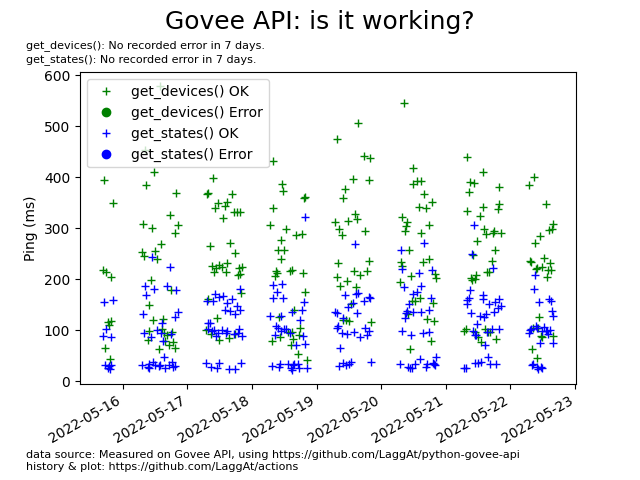 Govee API: is it working?
get_devices(): No recorded error in 7 days.
get_states(): No recorded error in 7 days.
get_devices() OK
get_devices() Error
get_states() OK
get_states() Error
Ping (ms)
600
500
400
300
200
100
0
2022-05-16
2022-05-17
2022-05-18
2022-05-19
2022-05-20
2022-05-21
2022-05-22
2022-05-23
data source: Measured on Govee API, using https://github.com/LaggAt/python-govee-api
history & plot: https://github.com/LaggAt/actions